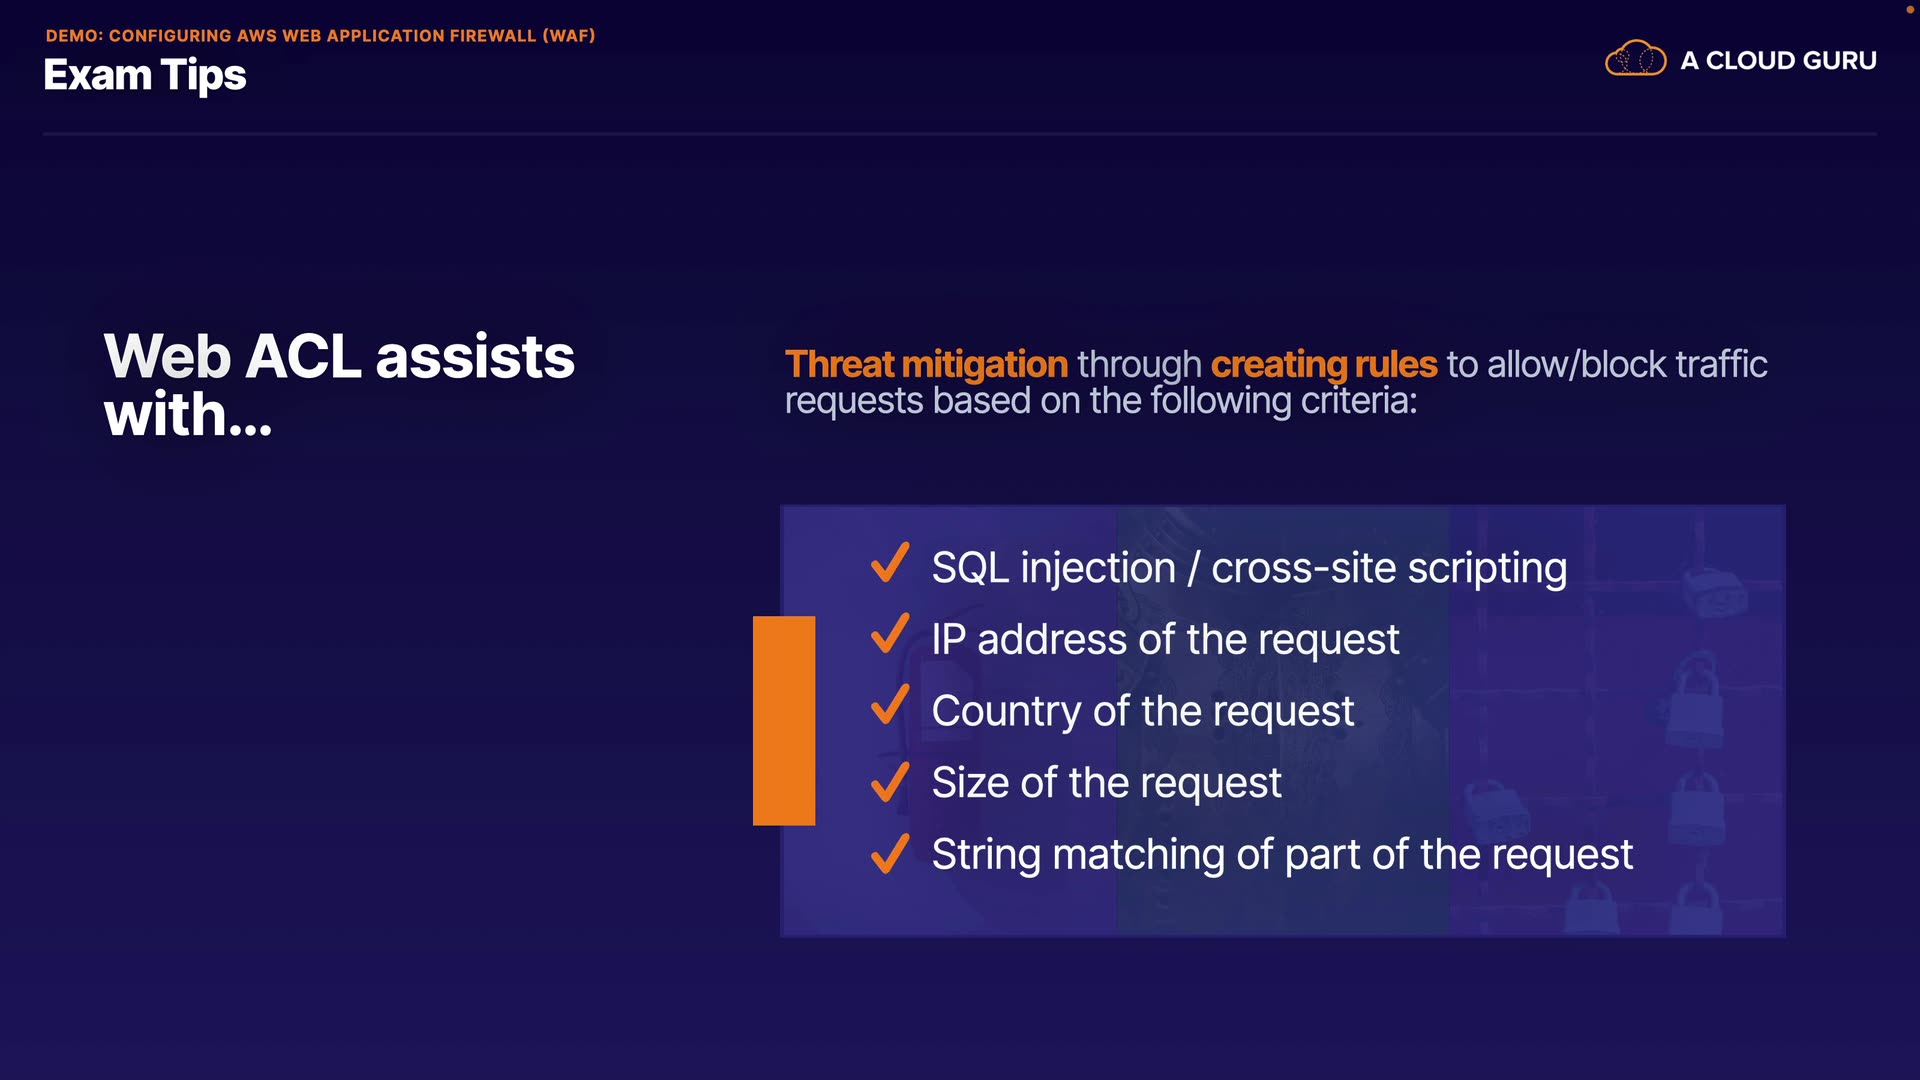 DEMO: CONFIGURING AWS WEB APPLICATION FIREWALL (WAF)
Exam Tips
A CLOUD GURU
Web ACL assists
with...
Threat mitigation through creating rules to allow/block traffic
requests based on the following criteria:
SQL injection / cross-site scripting
IP address of the request
Country of the request
Size of the request
String matching of part of the request